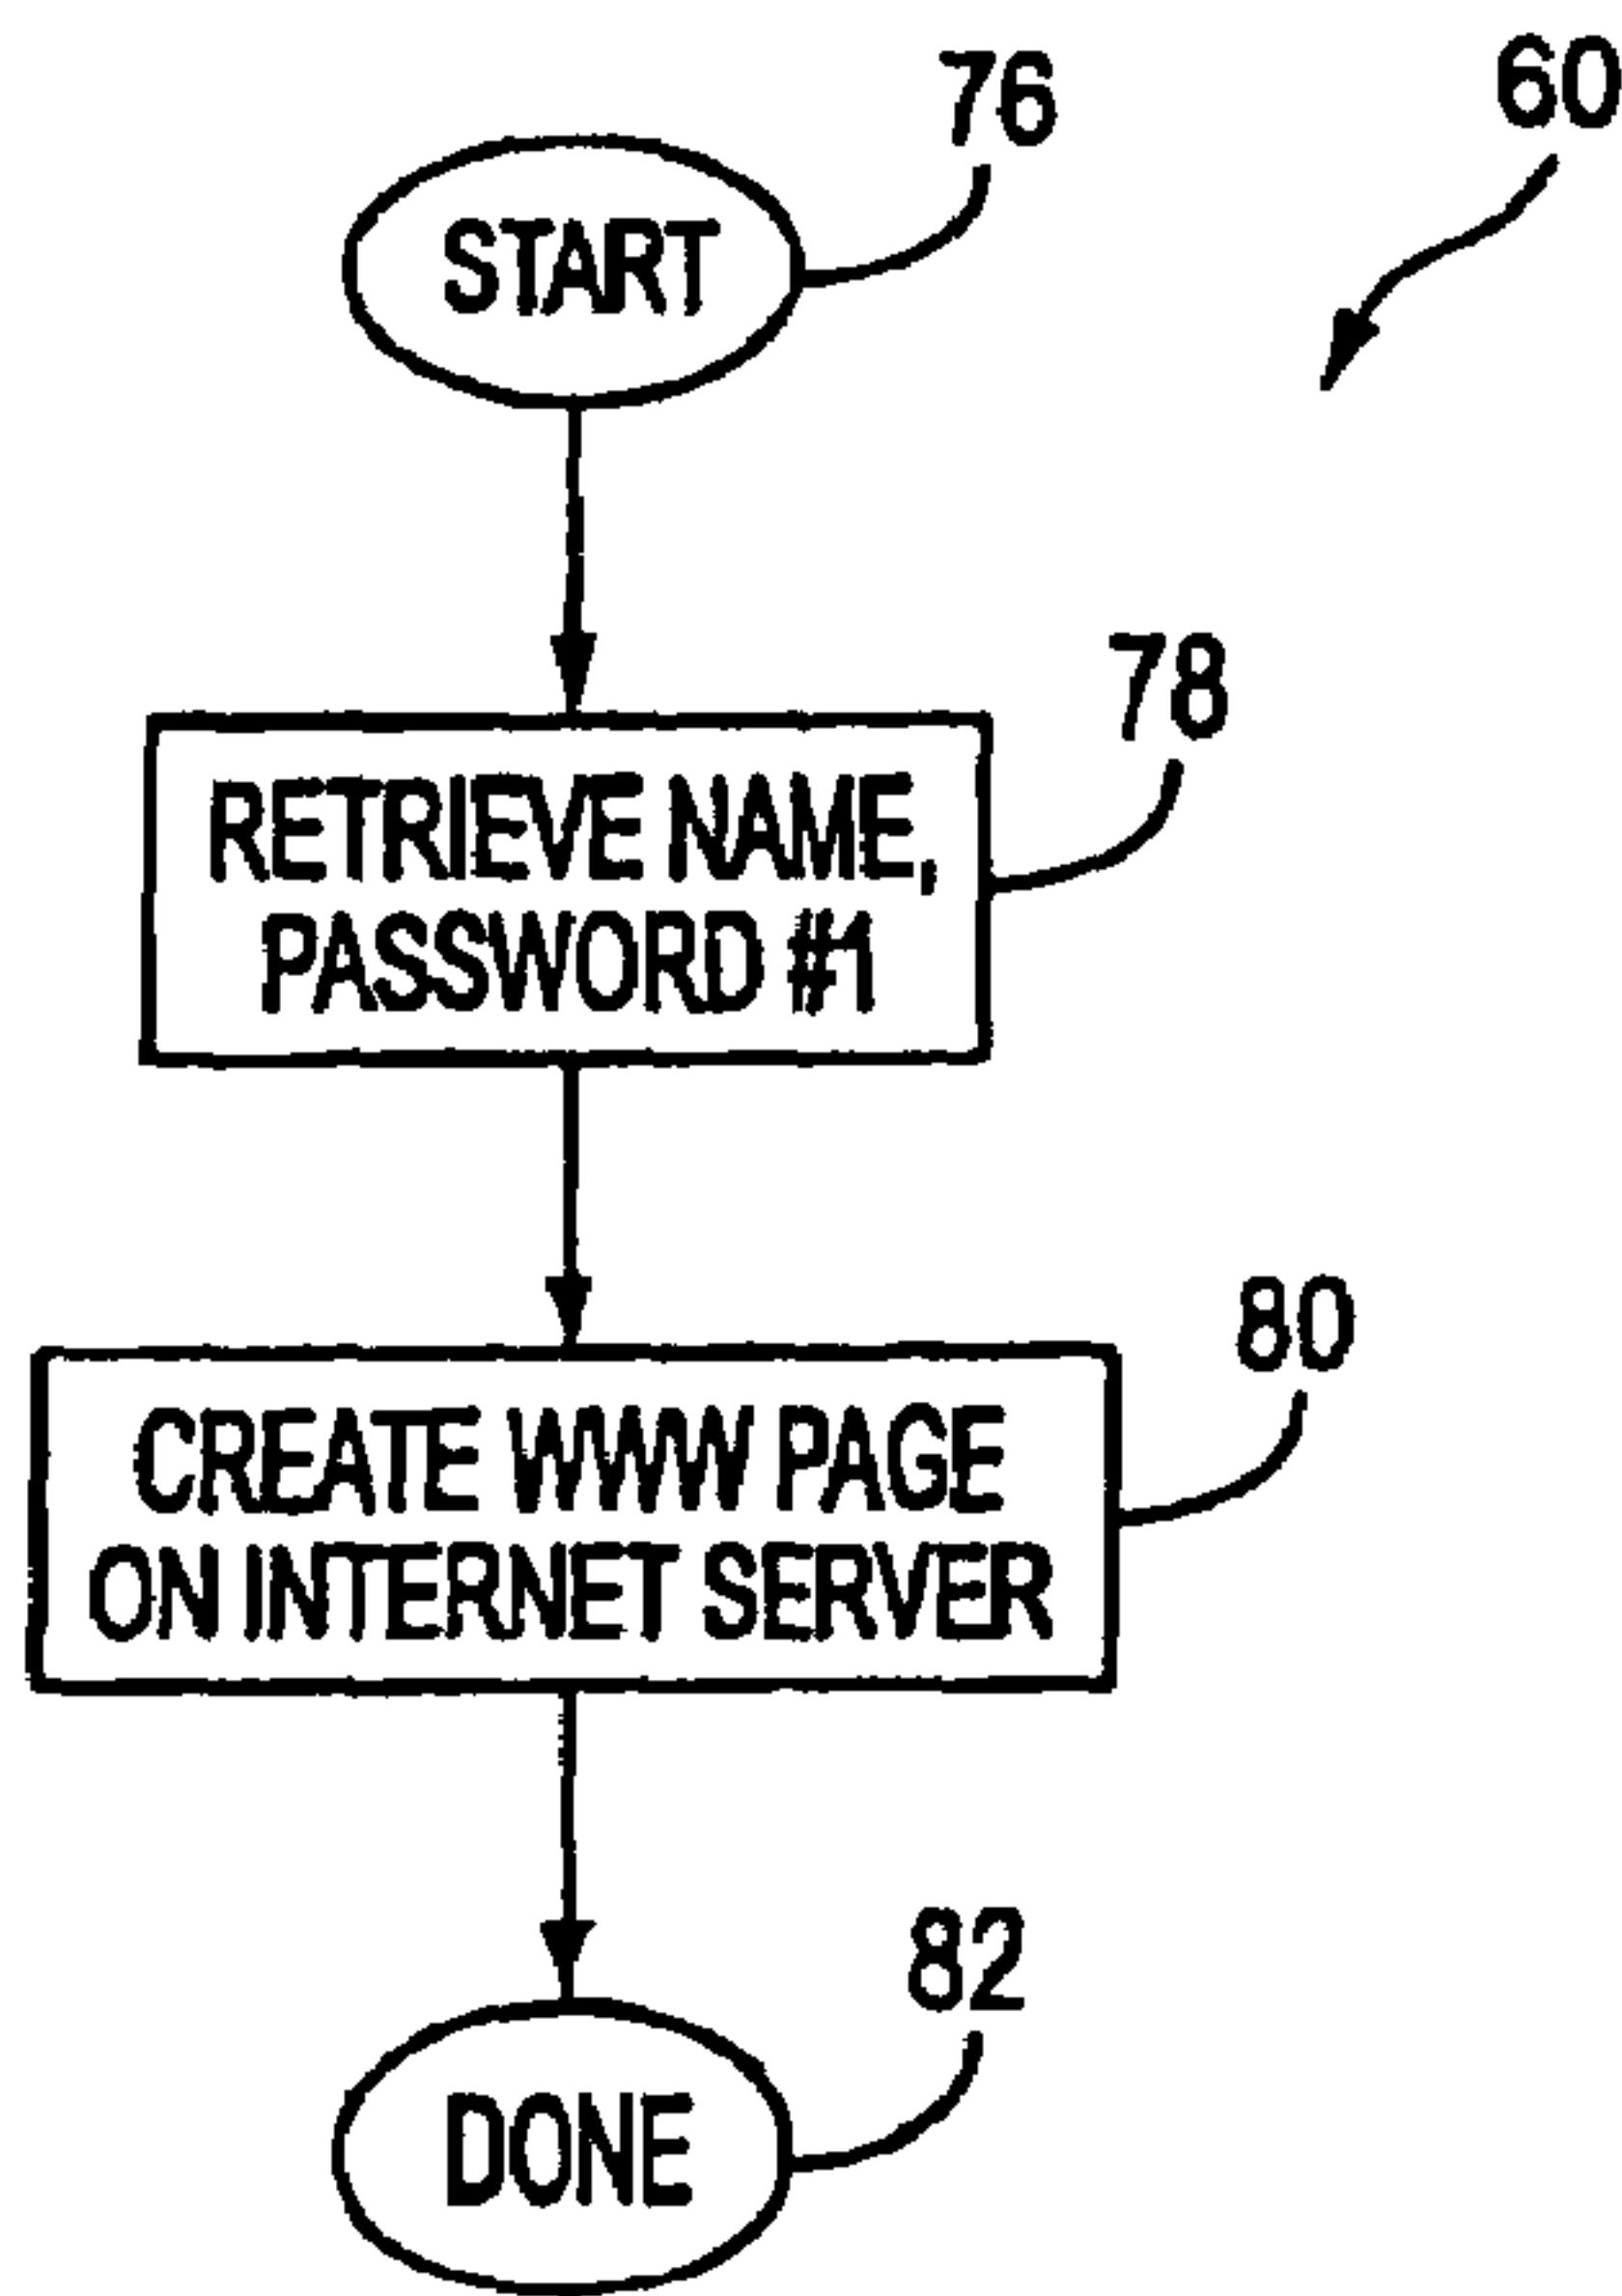 76
60
START
78
RETRIEVE NAME,
PASSWORD #1
80
CREATE WWW PAGE
ON INTERNET SERVER
82
DONE